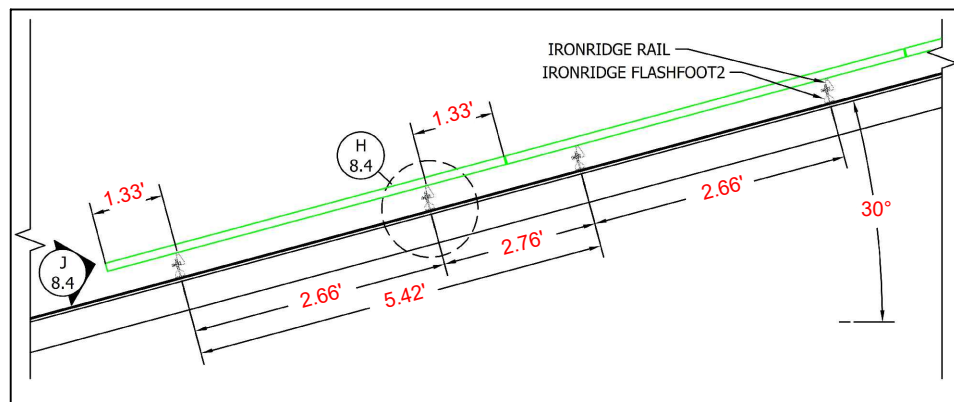 IRONRIDGE RAIL
IRONRIDGE FLASHFOOT2
1.33'
H
8.4
1.33'
2.66'
30°
J
8.4
2.76'
2.66'
5.42'